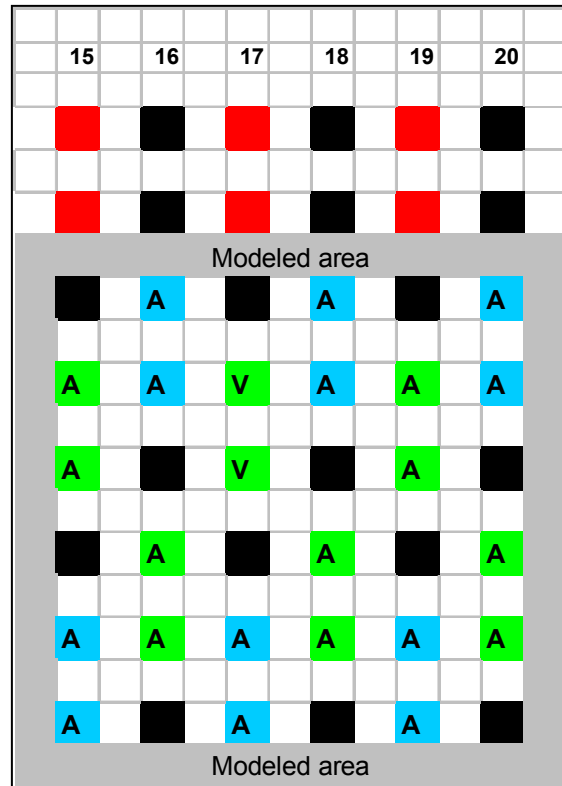 15 16 17 18 19 20
Modeled area
A A A
A A V A A A
A V A
A A A
A A A A A A
A A A
Modeled area